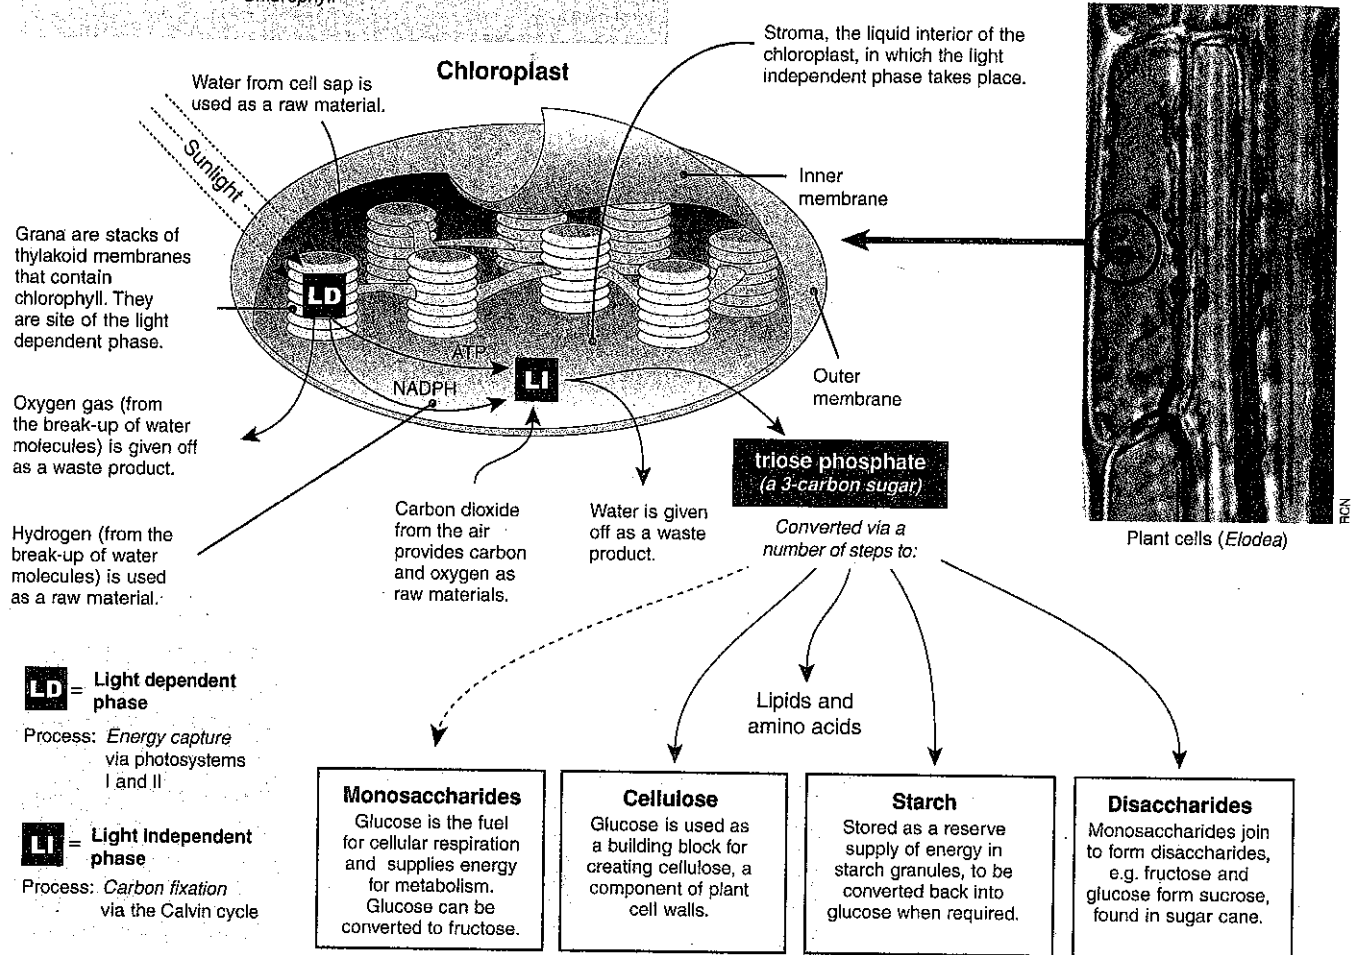 Chloroplast
Water from cell sap is
used as a raw material.
Sunlight
Stroma, the liquid interior of the
chloroplast, in which the light
independent phase takes place.
Inner
membrane
Grana are stacks of
thylakoid membranes
that contain
chlorophyll. They
are site of the light
dependent phase.
LD
ATP
NADPH
LI
Outer
membrane
Oxygen gas (from
the break-up of water
molecules) is given off
as a waste product.
Hydrogen (from the
break-up of water
molecules) is used
as a raw material.
Carbon dioxide
from the air
provides carbon
and oxygen as
raw materials.
Water is given
off as a waste
product.
triose phosphate
(a 3-carbon sugar)
Converted via a
number of steps to:
RCN
Plant cells (Elodea)
LD = Light dependent
phase
Process: Energy capture
via photosystems
I and II
LI = Light Independent
phase
Process: Carbon fixation
via the Calvin cycle
Lipids and
amino acids
Monosaccharides
Glucose is the fuel
for cellular respiration
and supplies energy
for metabolism.
Glucose can be
converted to fructose.
Cellulose
Glucose is used as
a building block for
creating cellulose, a
component of plant
cell walls.
Starch
Stored as a reserve
supply of energy in
starch granules, to be
converted back into
glucose when required.
Disaccharides
Monosaccharides join
to form disaccharides,
e.g. fructose and
glucose form sucrose,
found in sugar cane.